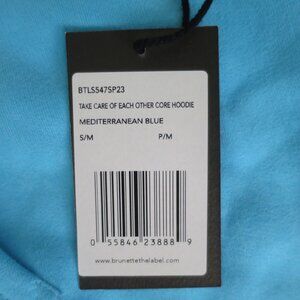 BTLS547SP23
TAKE CARE OF EACH OTHER CORE HOODIE
MEDITERRANEAN BLUE
S/M P/M
0 55846 23888 9
www.brunettethelabel.com